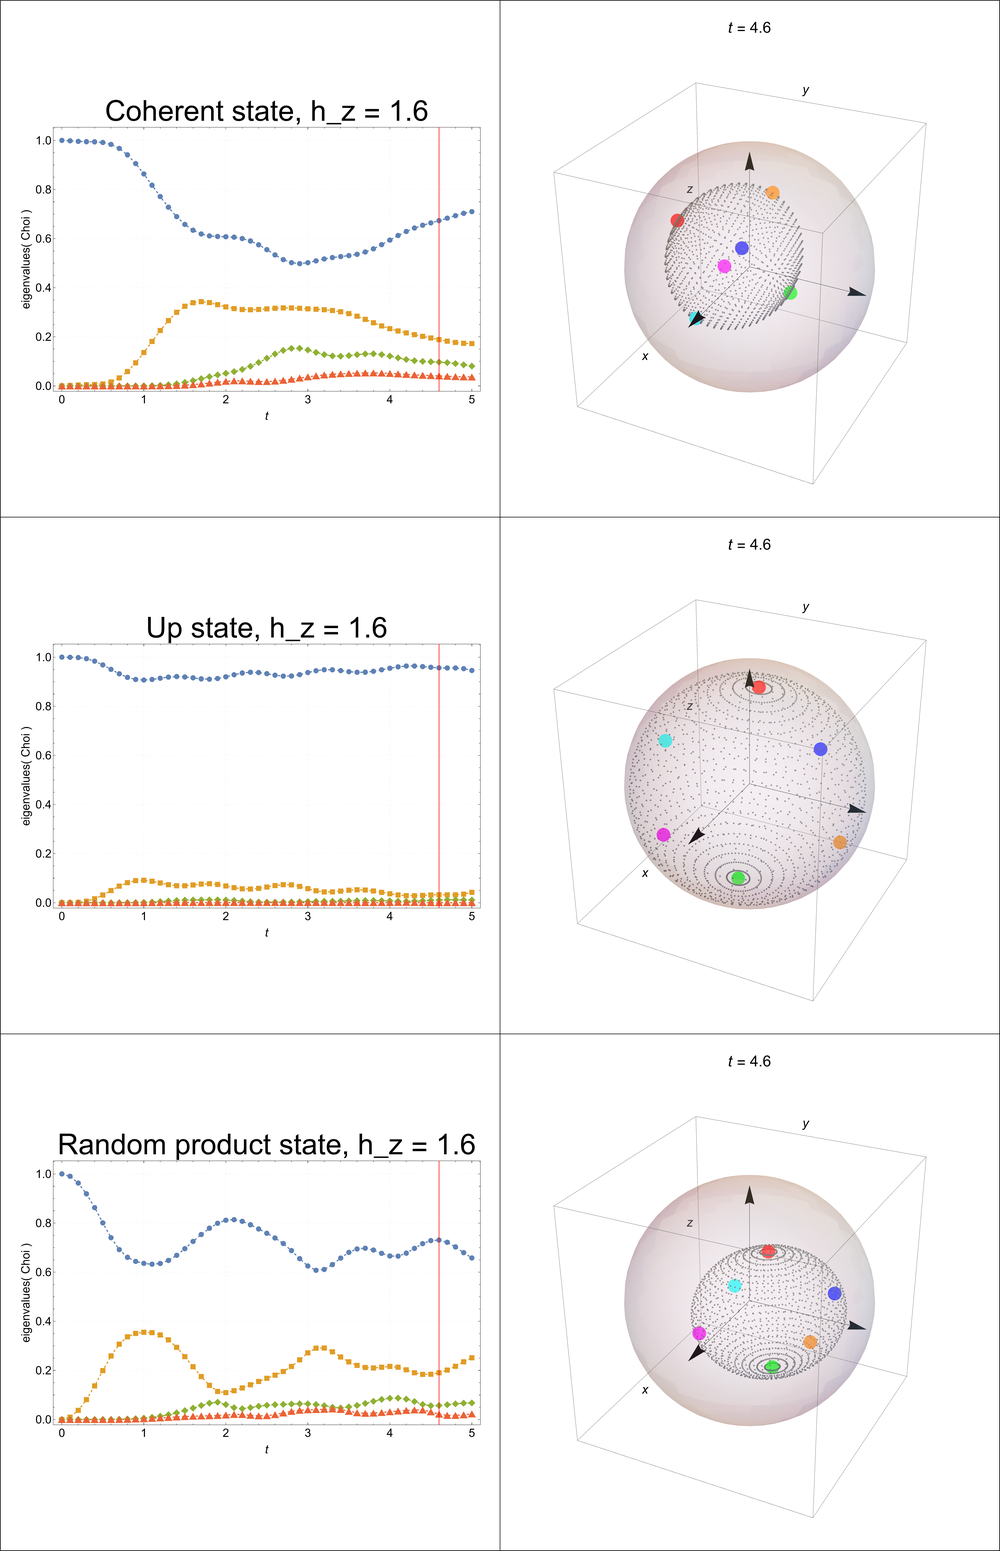 Coherent state, h_z = 1.6
eigenvalues( Choi )
1.0
0.8
0.6
0.4
0.2
0.0
0 1 2 3 4 5
t
t = 4.6
y
z
x
Up state, h_z = 1.6
eigenvalues( Choi )
1.0
0.8
0.6
0.4
0.2
0.0
0 1 2 3 4 5
t
t = 4.6
y
z
x
Random product state, h_z = 1.6
eigenvalues( Choi )
1.0
0.8
0.6
0.4
0.2
0.0
0 1 2 3 4 5
t
t = 4.6
y
z
x